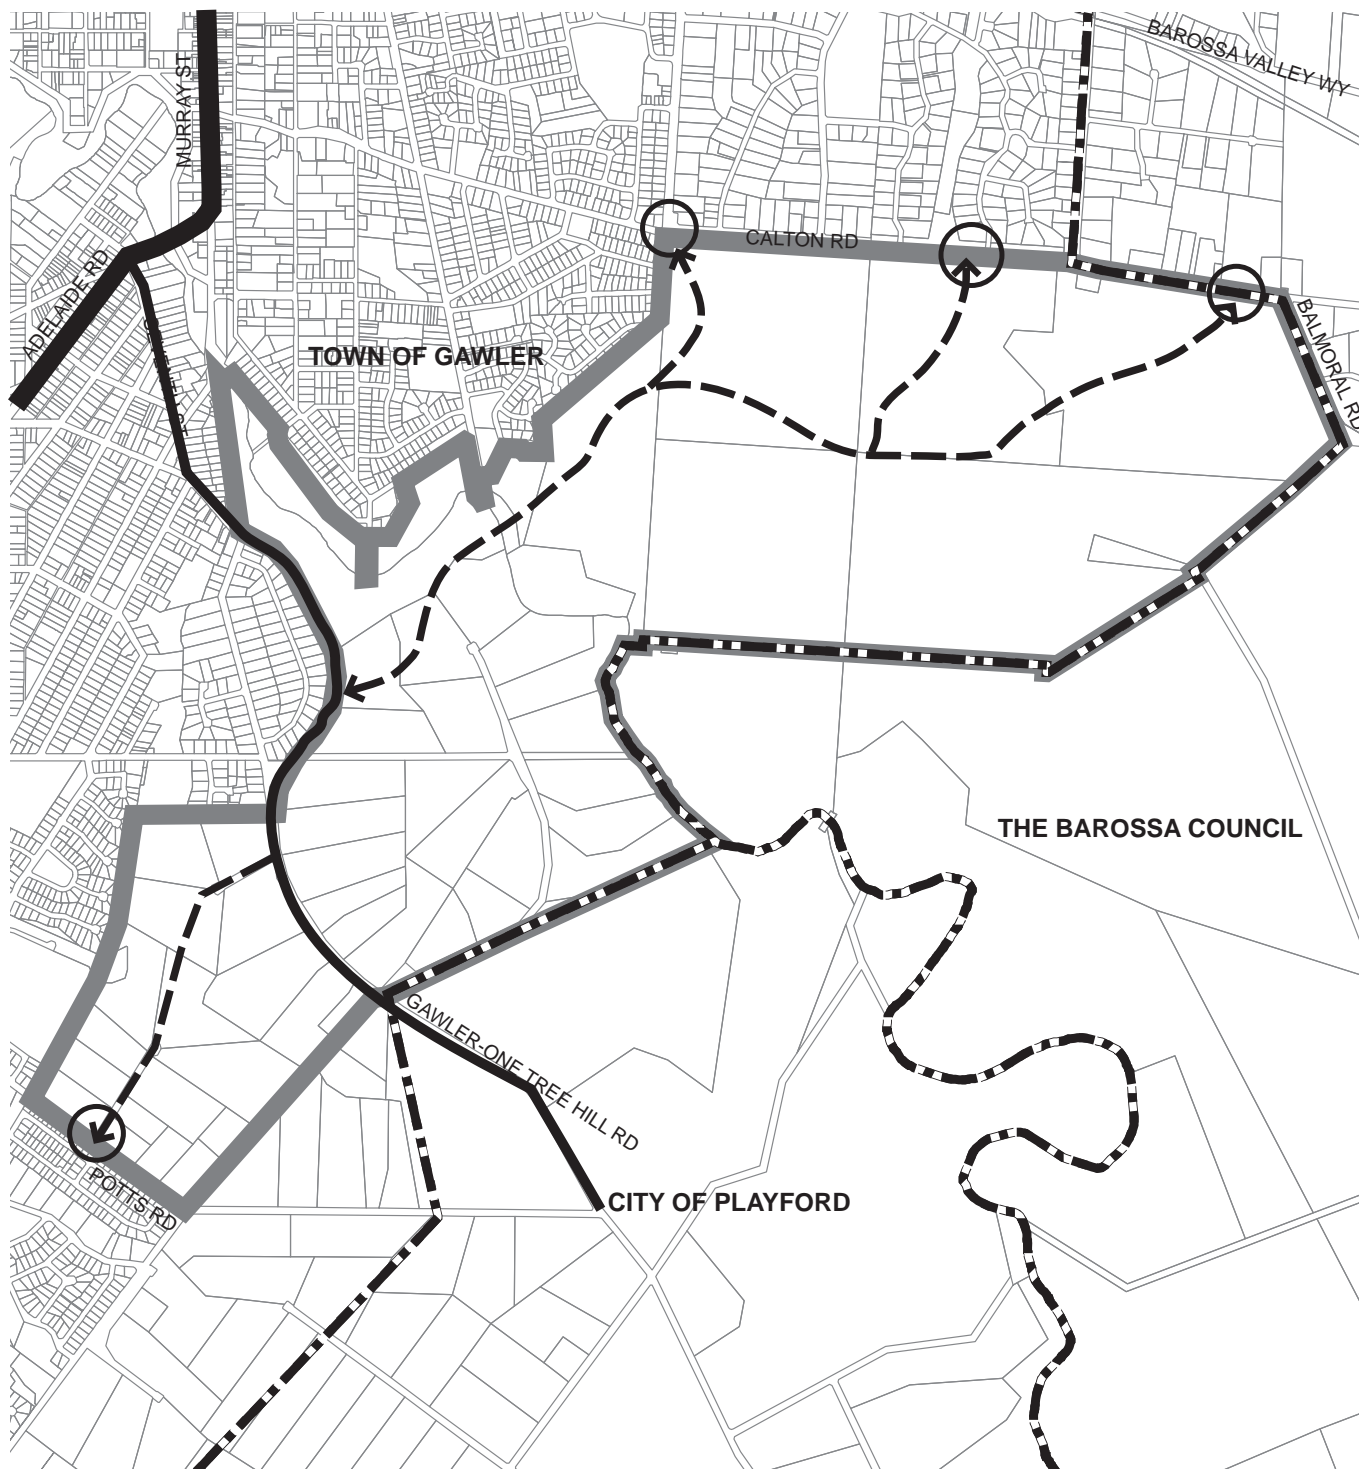 BAROSSA VALLEY WY
MURRAY ST
CALTON RD
ADELAIDE RD
BALMORAL RD
TOWN OF GAWLER
THE BAROSSA COUNCIL
GAWLER-ONE TREE HILL RD
POTTS RD
CITY OF PLAYFORD